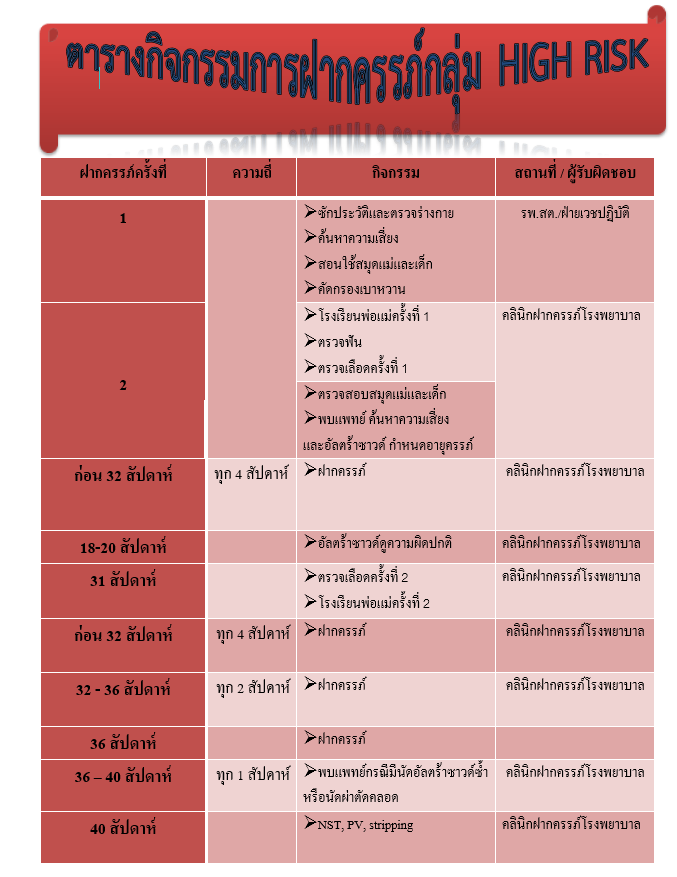 ตารางกิจกรรมการฝากครรภ์กลุ่ม HIGH RISK
ฝากครรภ์ครั้งที่ ความถี่ กิจกรรม สถานที่ / ผู้รับผิดชอบ
1 ➢ซักประวัติและตรวจร่างกาย รพ.สต./ฝ่ายเวชปฏิบัติ
➢ค้นหาความเสี่ยง
➢สอนใช้สมุดแม่และเด็ก
➢คัดกรองเบาหวาน
➢โรงเรียนพ่อแม่ครั้งที่ 1 คลินิกฝากครรภ์โรงพยาบาล
➢ตรวจฟัน
➢ตรวจเลือดครั้งที่ 1
2 ➢ตรวจสอบสมุดแม่และเด็ก
➢พบแพทย์ ค้นหาความเสี่ยง
และอัลตร้าซาวด์ กำหนดอายุครรภ์
ก่อน 32 สัปดาห์ ทุก 4 สัปดาห์ ➢ฝากครรภ์ คลินิกฝากครรภ์โรงพยาบาล
18-20 สัปดาห์ ➢อัลตร้าซาวด์ดูความผิดปกติ คลินิกฝากครรภ์โรงพยาบาล
31 สัปดาห์ ➢ตรวจเลือดครั้งที่ 2 คลินิกฝากครรภ์โรงพยาบาล
➢โรงเรียนพ่อแม่ครั้งที่ 2
ก่อน 32 สัปดาห์ ทุก 4 สัปดาห์ ➢ฝากครรภ์ คลินิกฝากครรภ์โรงพยาบาล
32 - 36 สัปดาห์ ทุก 2 สัปดาห์ ➢ฝากครรภ์ คลินิกฝากครรภ์โรงพยาบาล
36 สัปดาห์ ➢ฝากครรภ์
36 – 40 สัปดาห์ ทุก 1 สัปดาห์ ➢พบแพทย์กรณีมีนัดอัลตร้าซาวด์ซ้ำ คลินิกฝากครรภ์โรงพยาบาล
หรือนัดผ่าตัดคลอด
40 สัปดาห์ ➢NST, PV, stripping คลินิกฝากครรภ์โรงพยาบาล